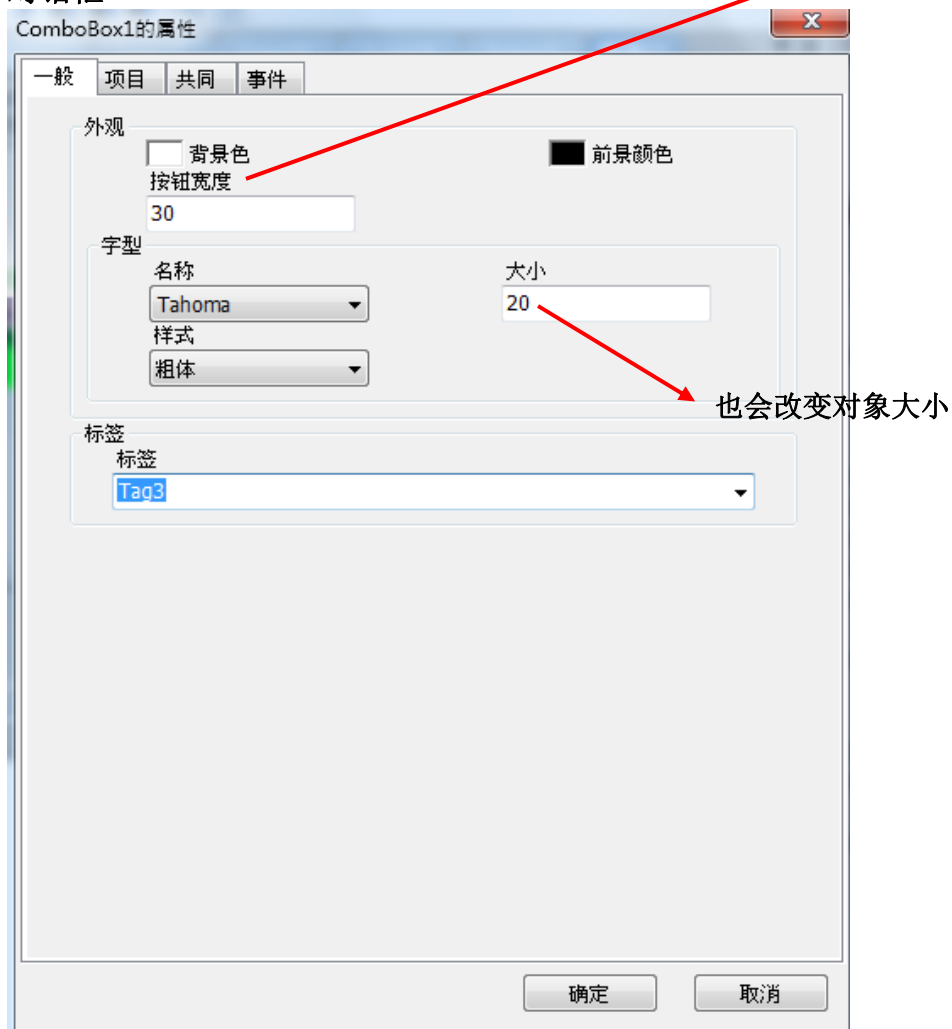 ComboBox1的属性
一般 项目 共同 事件
外观
背景色 前景颜色
按钮宽度
30
字型
名称 大小
Tahoma 20
样式
粗体
也会改变对象大小
标签
标签
Tag3
确定 取消